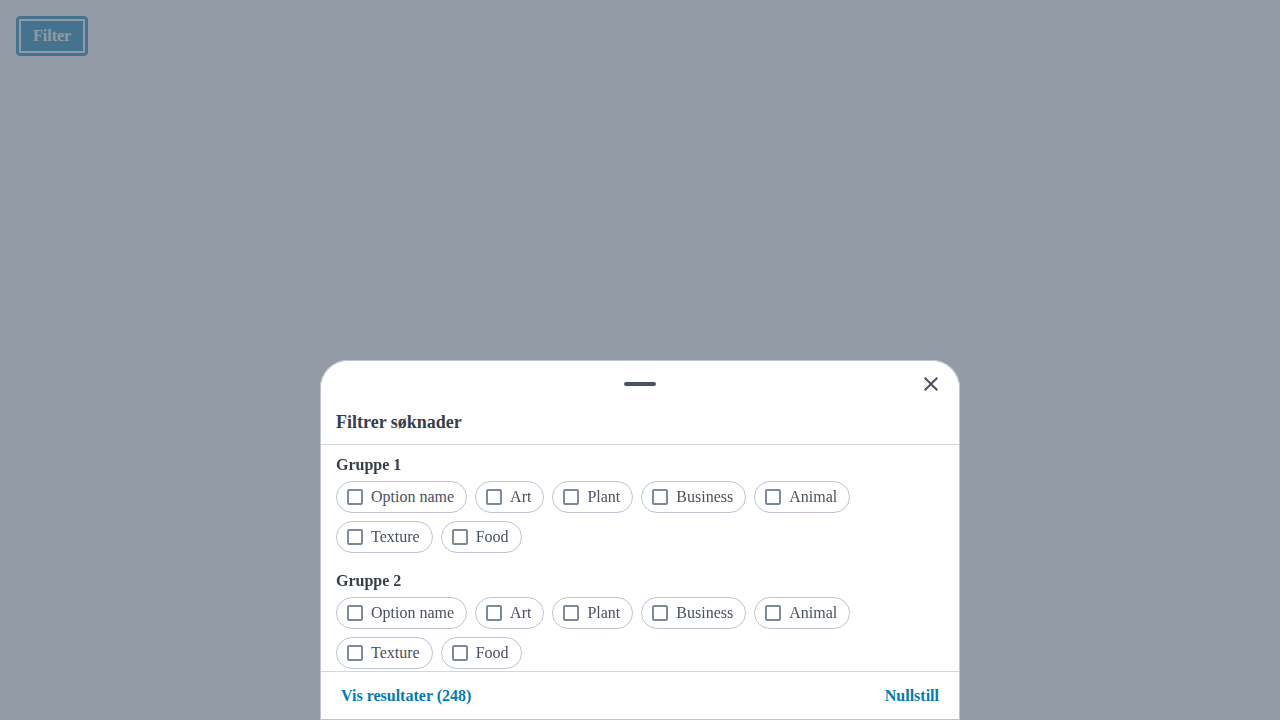 Filter
Filtrer søknader
Gruppe 1
Option name Art Plant Business Animal
Texture Food
Gruppe 2
Option name Art Plant Business Animal
Texture Food
Vis resultater (248) Nullstill